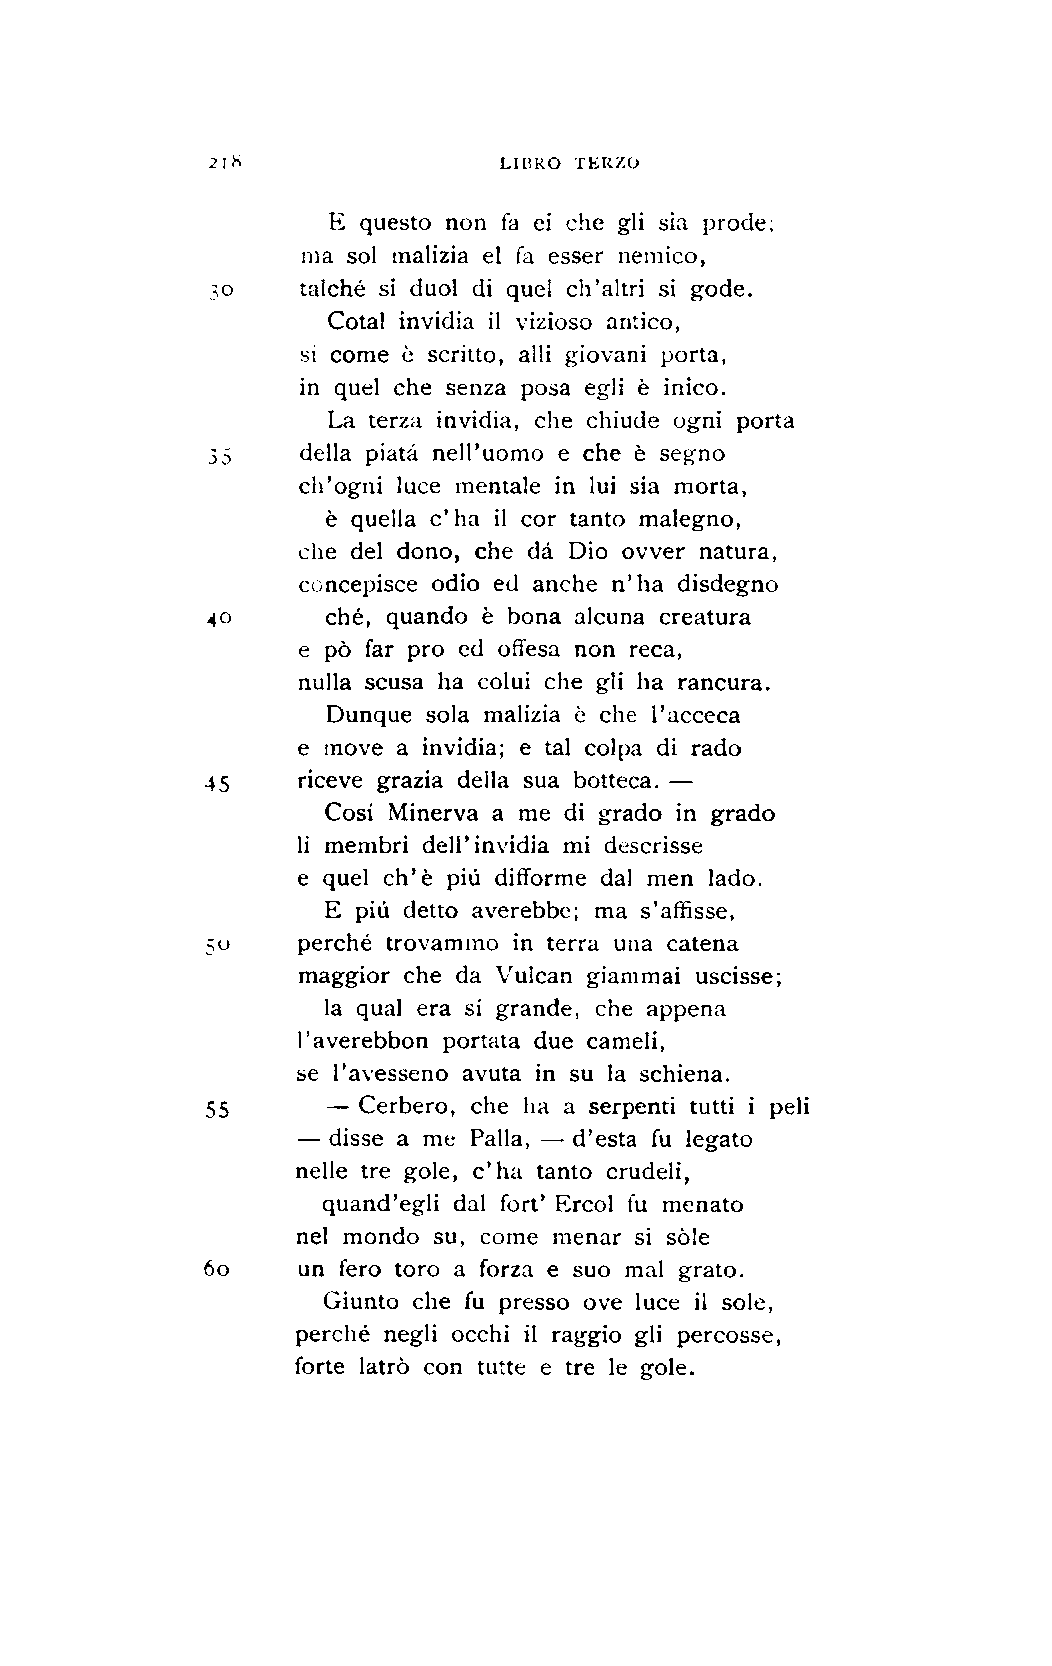 218 LIBRO TERZO
E questo non fa ei che gli sia prode;
ma sol malizia el fa esser nemico,
30 talché si duol di quel ch'altri si gode.
Cotal invidia il vizioso antico,
sí come è scritto, alli giovani porta,
in quel che senza posa egli è inico.
La terza invidia, che chiude ogni porta
35 della piatá nell'uomo e che è segno
ch'ogni luce mentale in lui sia morta,
è quella c'ha il cor tanto malegno,
che del dono, che dá Dio ovver natura,
concepisce odio ed anche n'ha disdegno
40 ché, quando è bona alcuna creatura
e pò far pro ed offesa non reca,
nulla scusa ha colui che gli ha rancura.
Dunque sola malizia è che l'acceca
e move a invidia; e tal colpa di rado
45 riceve grazia della sua botteca. —
Cosí Minerva a me di grado in grado
li membri dell'invidia mi descrisse
e quel ch'è piú difforme dal men lado.
E piú detto averebbe; ma s'affisse,
50 perché trovammo in terra una catena
maggior che da Vulcan giammai uscisse;
la qual era sí grande, che appena
l'averebbon portata due cameli,
se l'avesseno avuta in su la schiena.
55 — Cerbero, che ha a serpenti tutti i peli
— disse a me Palla, — d'esta fu legato
nelle tre gole, c'ha tanto crudeli,
quand'egli dal fort' Ercol fu menato
nel mondo su, come menar si sòle
60 un fero toro a forza e suo mal grato.
Giunto che fu presso ove luce il sole,
perché negli occhi il raggio gli percosse,
forte latrò con tutte e tre le gole.